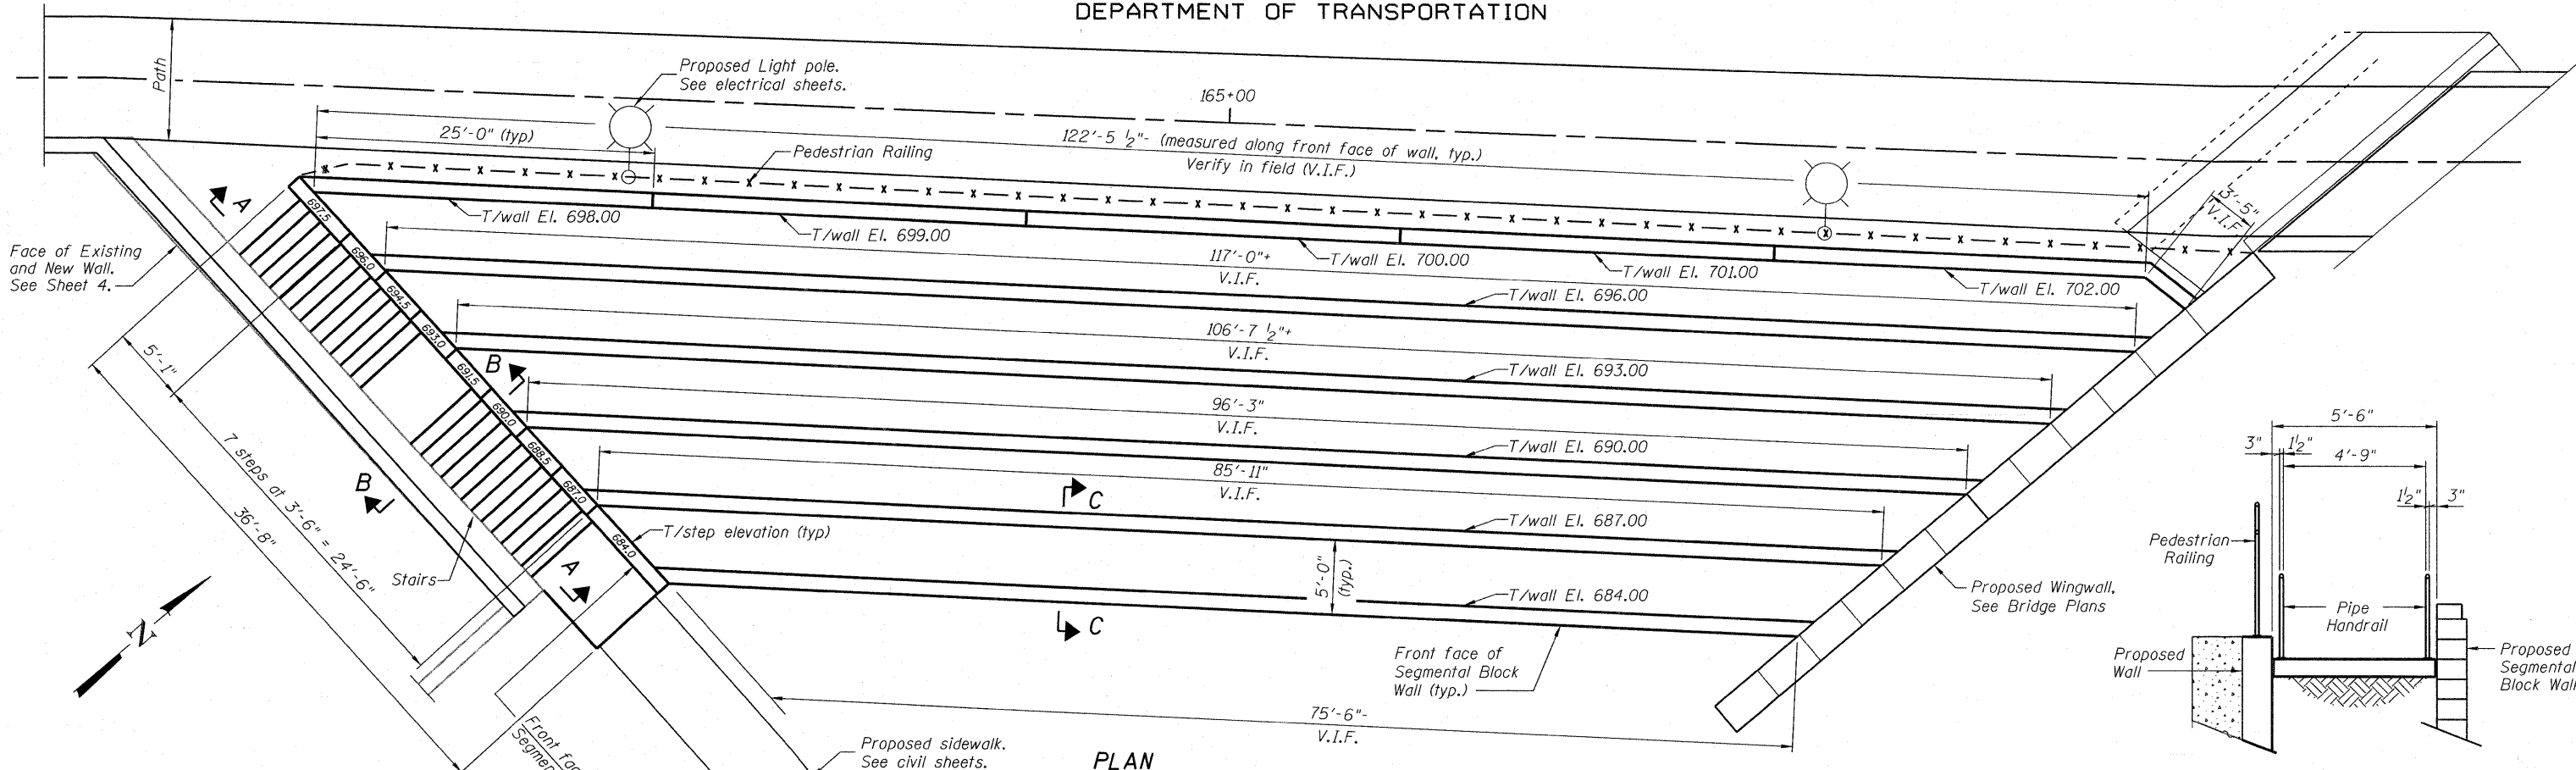 DEPARTMENT OF TRANSPORTATION
Path
Proposed Light pole.
See electrical sheets.
165+00
25'-0" (typ)
122'-5 ½"- (measured along front face of wall, typ.)
Verify in field (V.I.F.)
Pedestrian Railing
3'-5"
V.I.F.
A
697.5
696.0
694.5
693.0
691.5
690.0
688.5
687.0
684.0
T/wall El. 698.00
T/wall El. 699.00
T/wall El. 700.00
T/wall El. 701.00
T/wall El. 702.00
Face of Existing
and New Wall.
See Sheet 4.
117'-0"+
V.I.F.
T/wall El. 696.00
106'-7 ½"+
V.I.F.
T/wall El. 693.00
B
96'-3"
V.I.F.
T/wall El. 690.00
85'-11"
V.I.F.
T/wall El. 687.00
C
5'-1"
7 steps at 3'-6" = 24'-6"
36'-8"
B
Stairs
T/step elevation (typ)
A
5'-0"
(typ.)
T/wall El. 684.00
C
N
Proposed Wingwall,
See Bridge Plans
Front face of
Segmental Block
Wall (typ.)
75'-6"-
V.I.F.
Proposed sidewalk.
See civil sheets.
PLAN
5'-6"
3"
1½"
4'-9"
1½"
3"
Pedestrian
Railing
Pipe
Handrail
Proposed
Wall
Proposed
Segmental
Block Wall